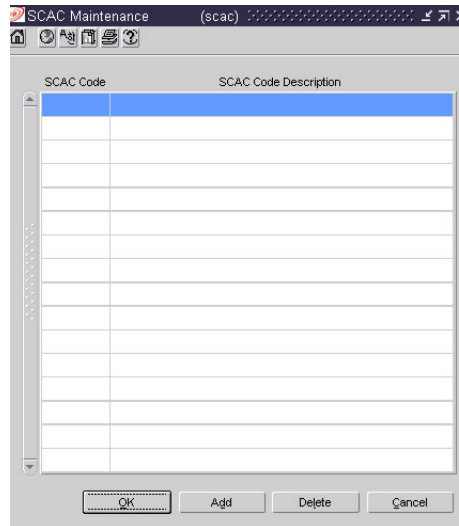 SCAC Maintenance (scac)
SCAC Code SCAC Code Description
OK Add Delete Cancel